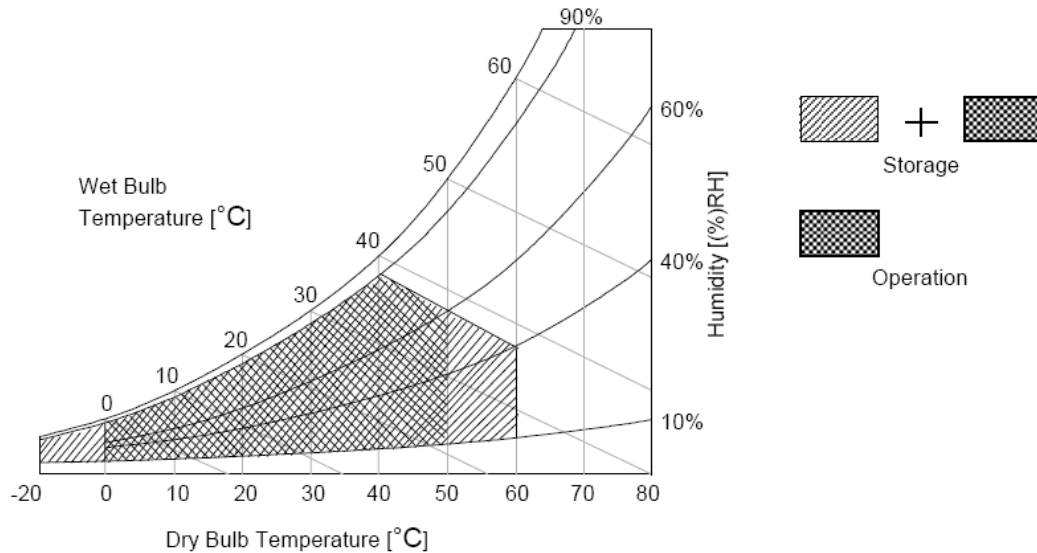 90%
60
60%
50
Wet Bulb
Temperature [°C]
40
40%
30
20
10
0
10%
Humidity [(%)RH]
-20 0 10 20 30 40 50 60 70 80
Dry Bulb Temperature [°C]
+
Storage
Operation